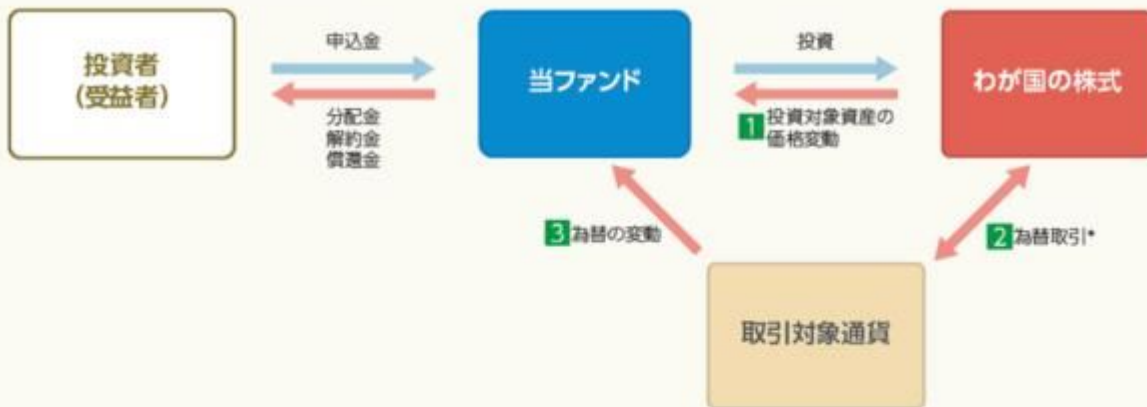 投資者
(受益者)
申込金
分配金
解約金
償還金
当ファンド
投資
1 投資対象資産の
価格変動
わが国の株式
3 為替の変動
2 為替取引*
取引対象通貨